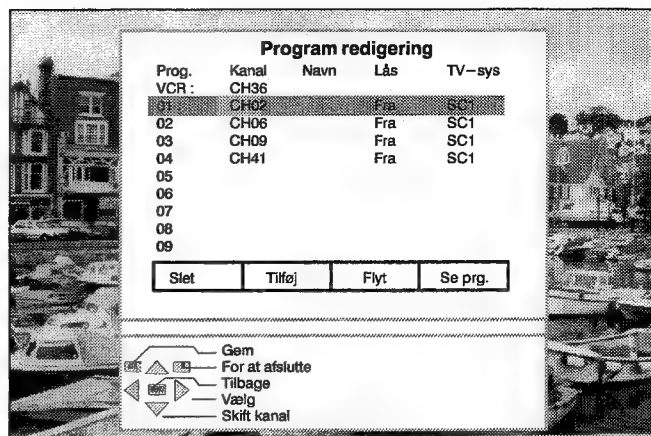 Program redigering
Prog. Kanal Navn Lås TV-sys
VCR : CH36
01 : CH02 Fra SC1
02 CH06 Fra SC1
03 CH09 Fra SC1
04 CH41 Fra SC1
05
06
07
08
09
Slet Tilføj Flyt Se prg.
Gem
For at afslutte
Tilbage
Vælg
Skift kanal